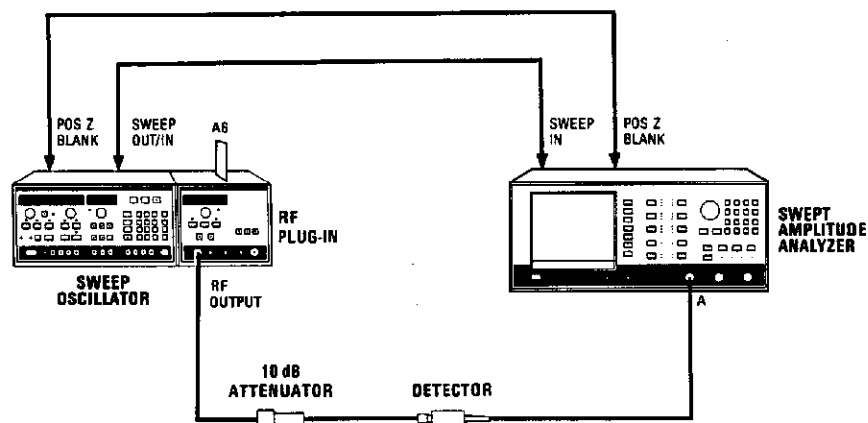 POS Z
BLANK
SWEEP
OUT/IN
A6
SWEEP
IN
POS Z
BLANK
RF
PLUG-IN
SWEPT
AMPLITUDE
ANALYZER
SWEEP
OSCILLATOR
RF
OUTPUT
A
10 dB
ATTENUATOR
DETECTOR